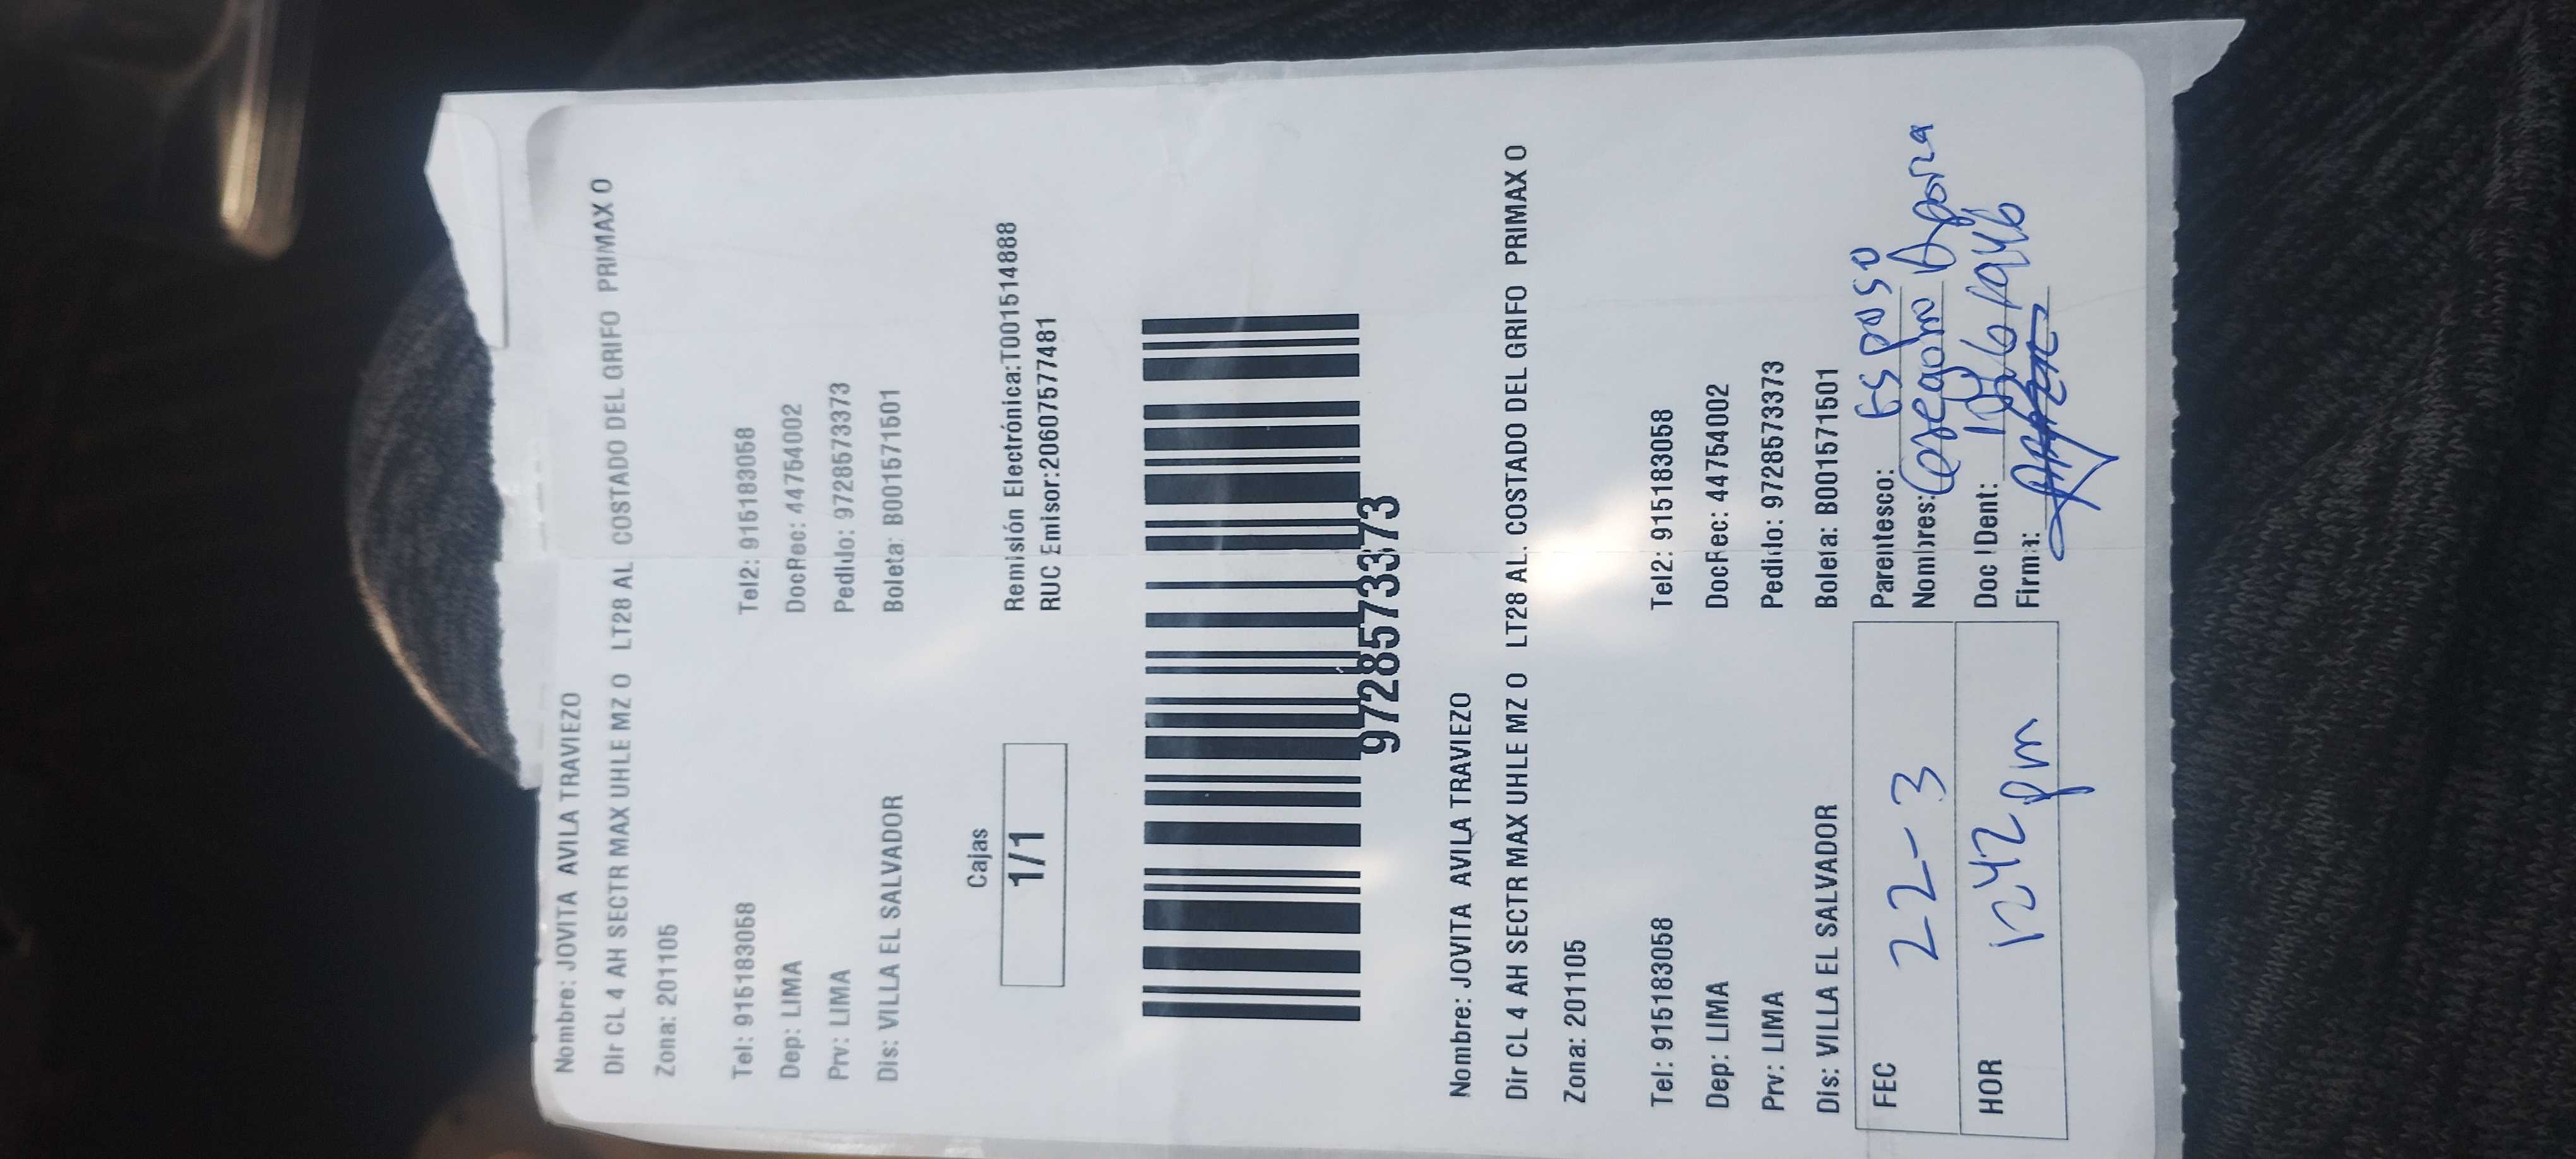 Nombre: JOVITA AVILA TRAVIEZO
Dir CL 4 AH SECTR MAX UHLE MZ O LT28 AL COSTADO DEL GRIFO PRIMAX O
Zona: 201105
Tel: 915183058 Tel2: 915183058
Dep: LIMA DocRec: 44754002
Prv: LIMA Pedido: 9728573373
Dis: VILLA EL SALVADOR Boleta: B001571501
Cajas
1/1
Remisión Electrónica:T001514888
RUC Emisor:20607577481
9728573373
Nombre: JOVITA AVILA TRAVIEZO
Dir CL 4 AH SECTR MAX UHLE MZ O LT28 AL. COSTADO DEL GRIFO PRIMAX O
Zona: 201105
Tel: 915183058 Tel2: 915183058
Dep: LIMA DocRec: 44754002
Prv: LIMA Pedido: 9728573373
Dis: VILLA EL SALVADOR Boleta: B001571501
FEC 22-3 Parentesco: Esposo
Nombres:
HOR 1242 pm Doc IDent:
Firma: